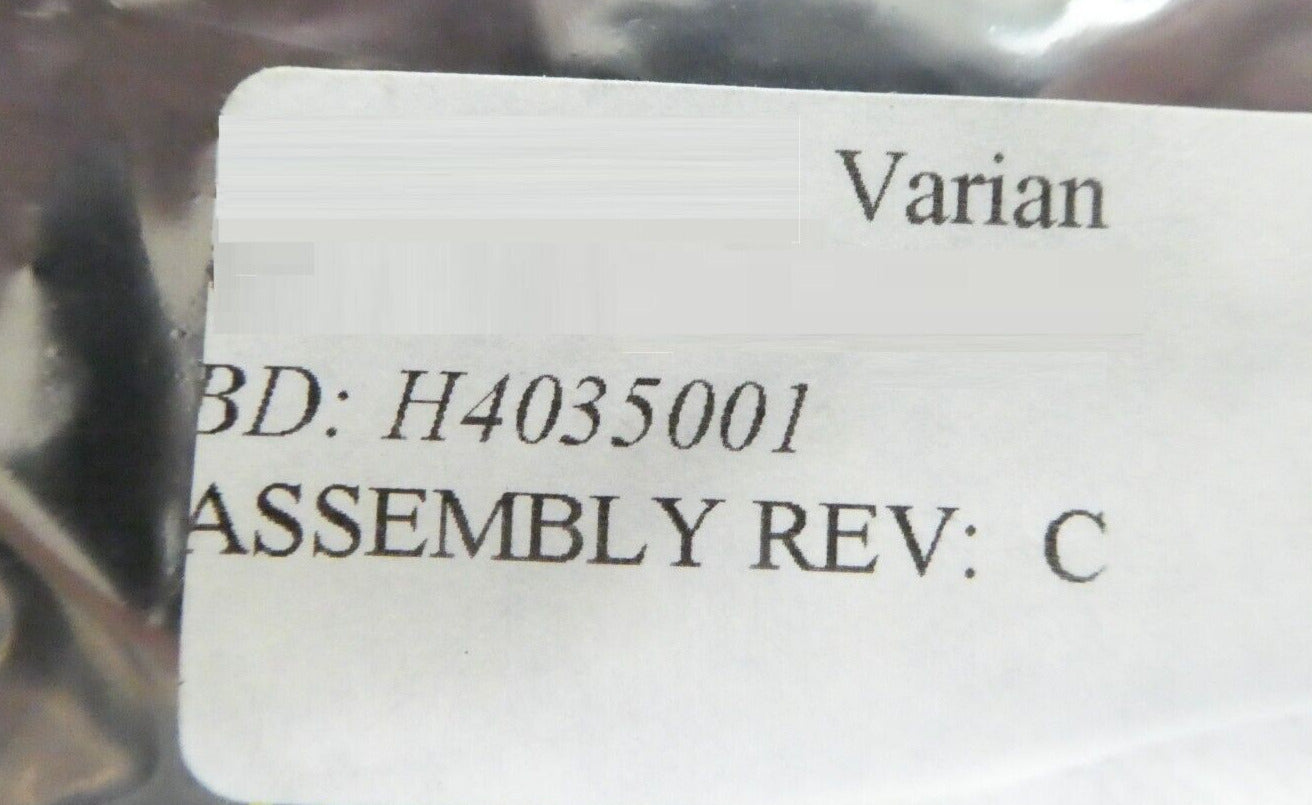 Varian
BD: H4035001
ASSEMBLY REV: C